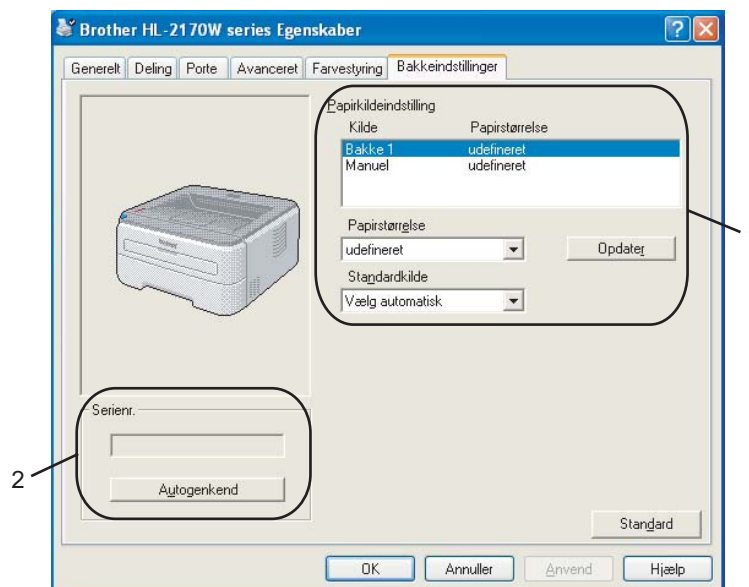 Brother HL-2170W series Egenskaber
Generelt Deling Porte Avanceret Farvestyring Bakkeindstillinger
Papirkildeindstilling
Kilde Papirstørrelse
Bakke 1 udefineret
Manuel udefineret
Papirstørrelse
udefineret Opdater
Standardkilde
Vælg automatisk
Serienr.
2
Autogenkend
Standard
OK Annuller Anvend Hjælp